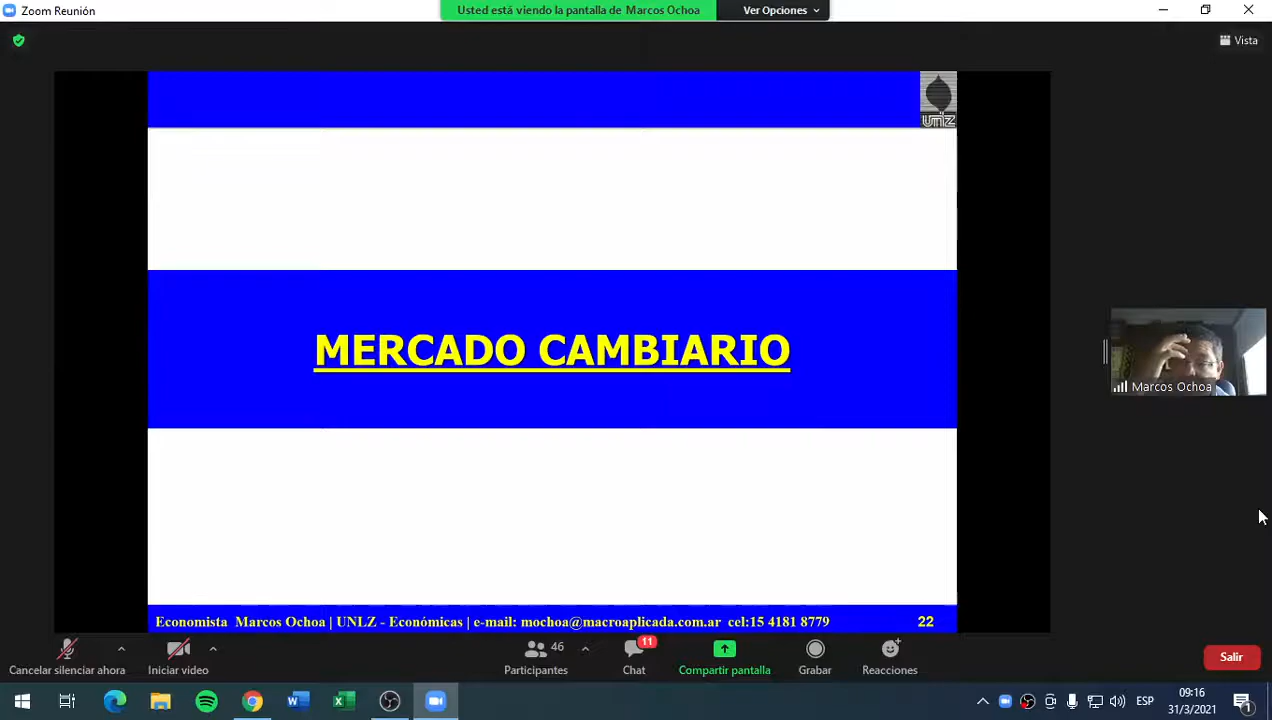 Zoom Reunión
Usted está viendo la pantalla de Marcos Ochoa
Ver Opciones
Vista
UNLZ
MERCADO CAMBIARIO
Marcos Ochoa
Economista Marcos Ochoa | UNLZ - Económicas | e-mail: mochoa@macroaplicada.com.ar cel:15 4181 8779 22
46
11
Cancelar silenciar ahora
Iniciar video
Participantes
Chat
Compartir pantalla
Grabar
Reacciones
Salir
ESP
09:16
31/3/2021
1